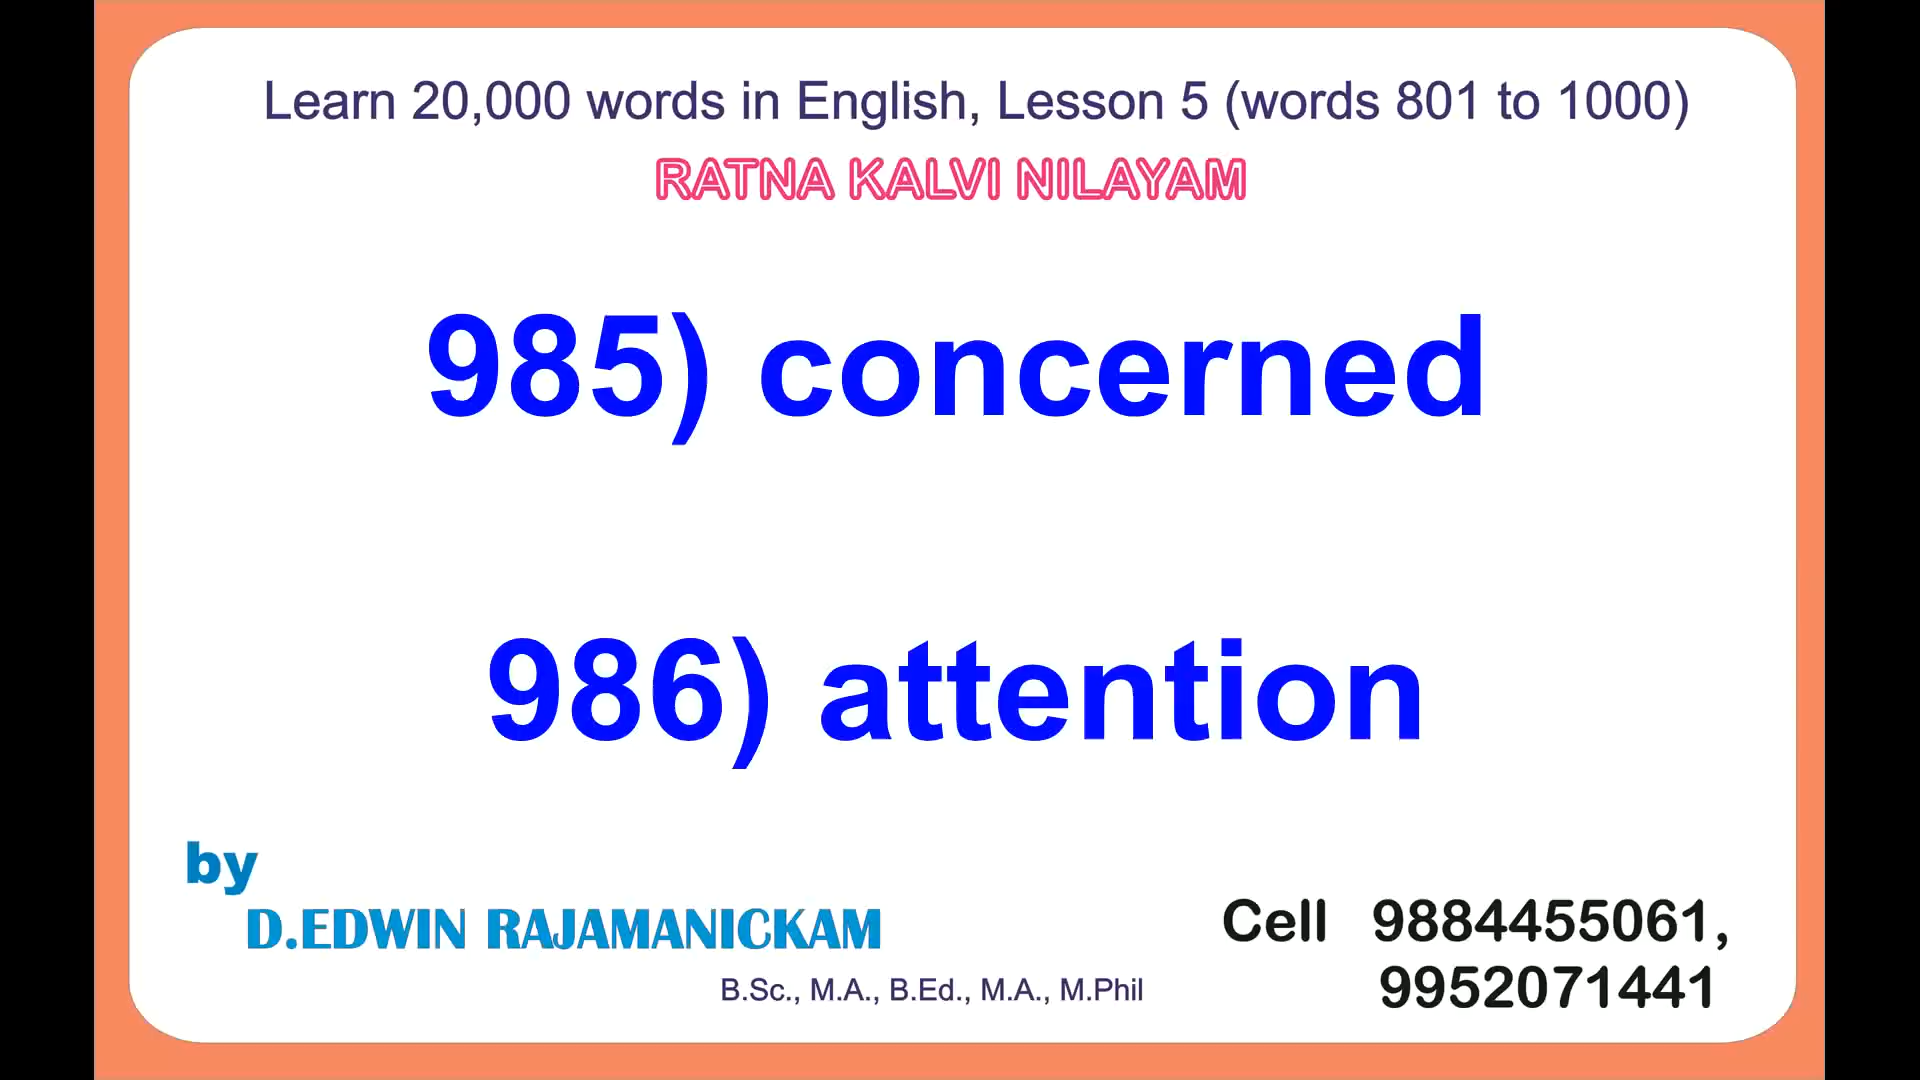 Learn 20,000 words in English, Lesson 5 (words 801 to 1000)
RATNA KALVI NILAYAM
985) concerned
986) attention
by
D.EDWIN RAJAMANICKAM
B.Sc., M.A., B.Ed., M.A., M.Phil
Cell 9884455061,
9952071441